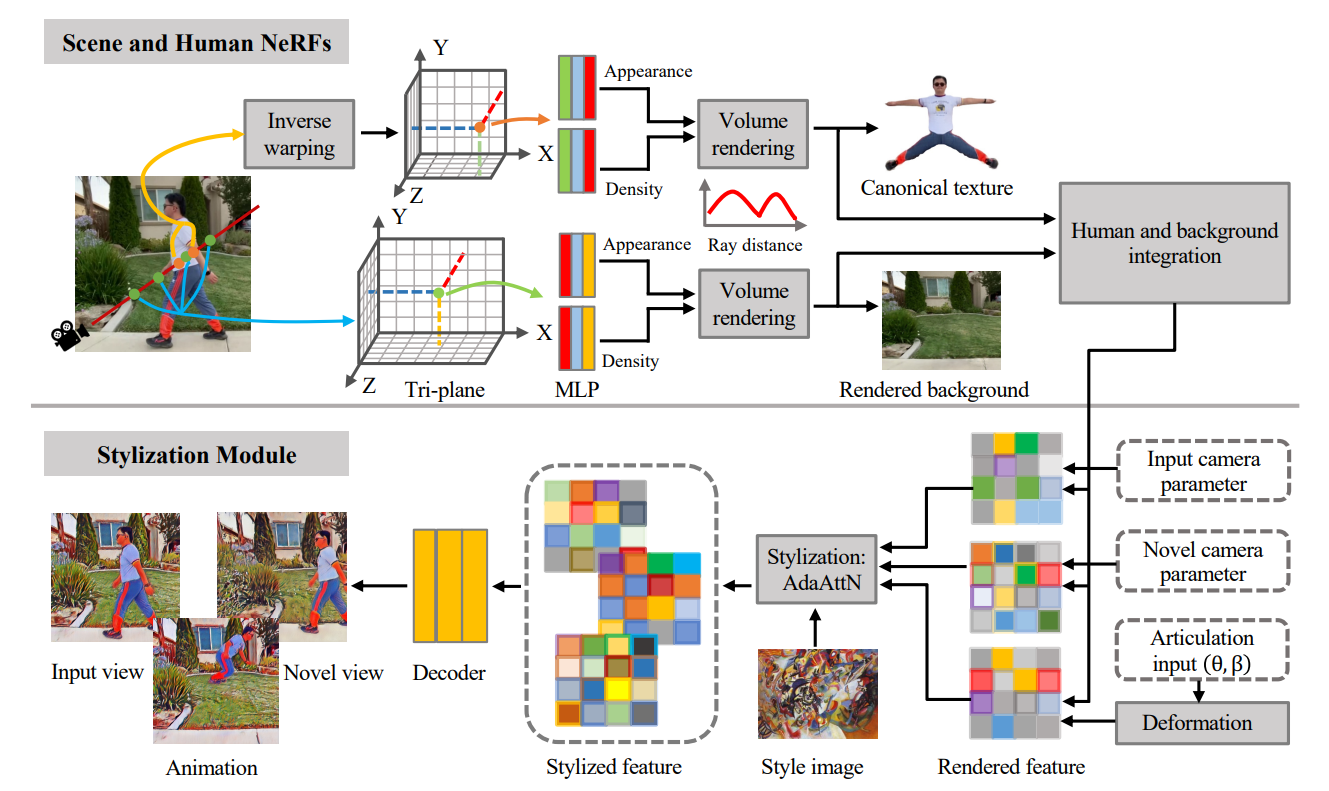 Scene and Human NeRFs
Inverse
warping
Y
X
Z
Appearance
Density
Volume
rendering
Canonical texture
Ray distance
Human and background
integration
Y
X
Z
Tri-plane
Appearance
Density
MLP
Volume
rendering
Rendered background
Stylization Module
Input view
Novel view
Animation
Decoder
Stylized feature
Stylization:
AdaAttN
Style image
Rendered feature
Input camera
parameter
Novel camera
parameter
Articulation
input (θ, β)
Deformation